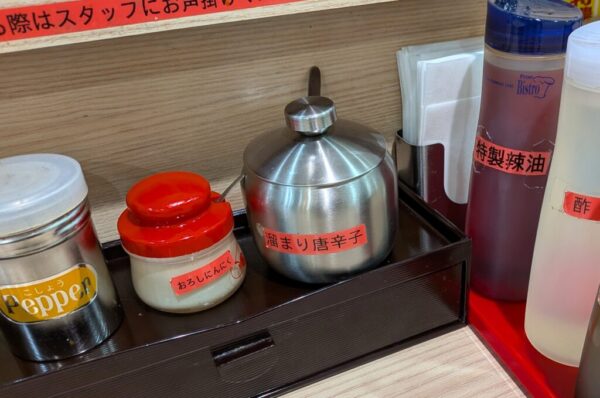 際はスタッフにお声掛け
Bistro
特製辣油
酢
溜まり唐辛子
おろしにんにく
こしょう
Pepper